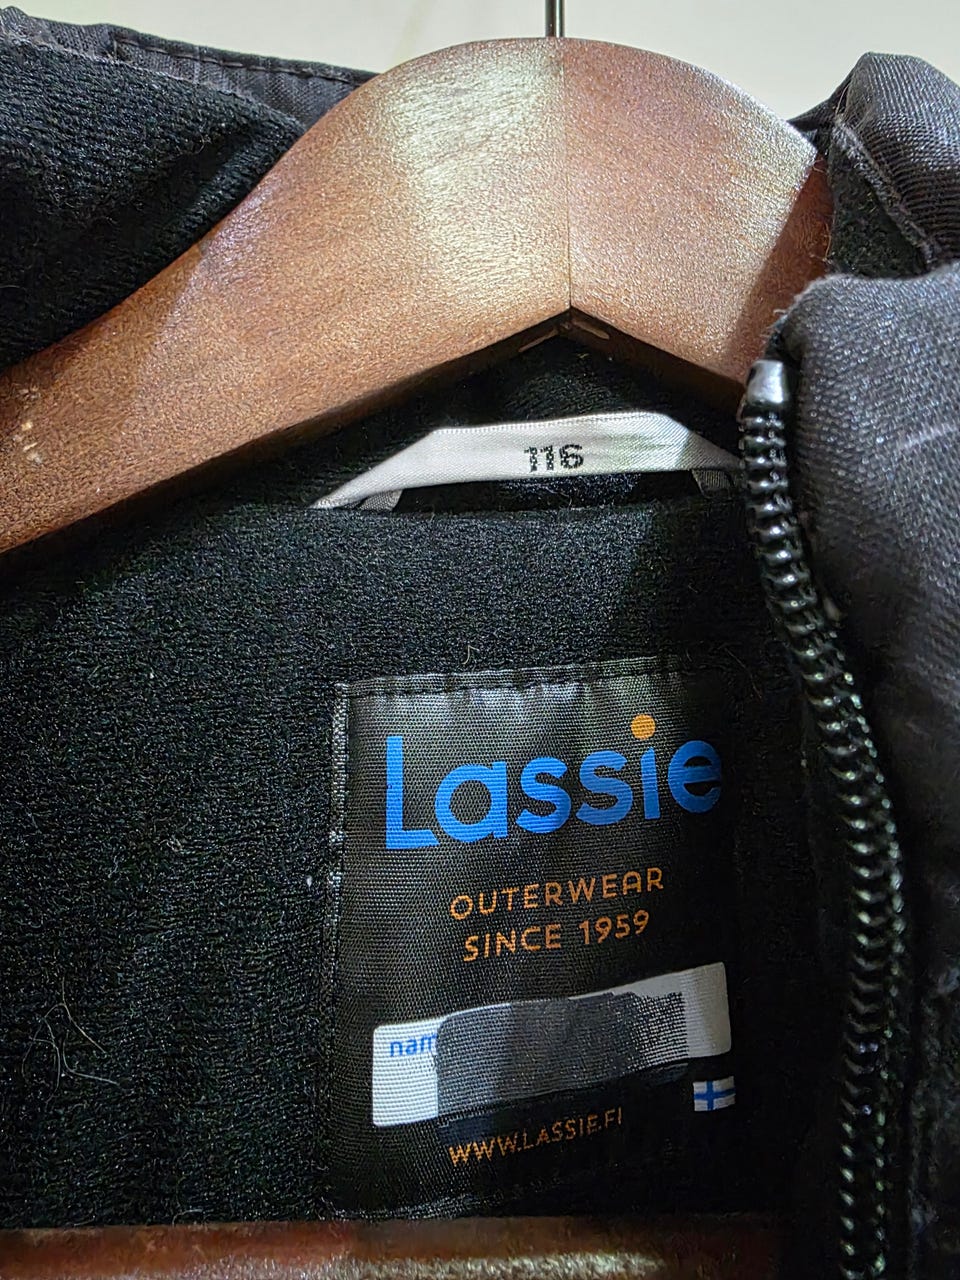 116
Lassie
OUTERWEAR
SINCE 1959
WWW.LASSIE.FI